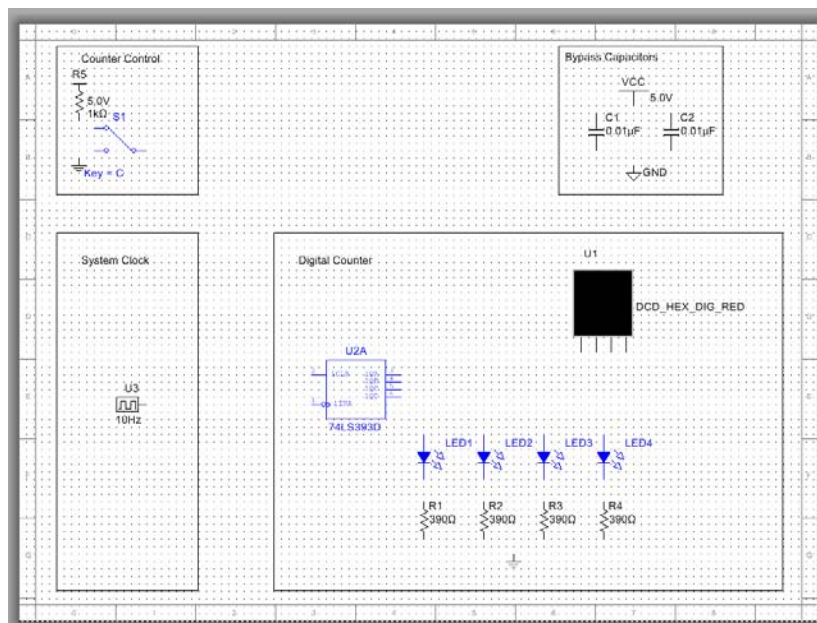 Counter Control
R5
5.0V
1kΩ
S1
Key = C
Bypass Capacitors
VCC
5.0V
C1
0.01µF
C2
0.01µF
GND
System Clock
U3
10Hz
Digital Counter
U1
DCD_HEX_DIG_RED
U2A
74LS393D
LED1
LED2
LED3
LED4
R1
390Ω
R2
390Ω
R3
390Ω
R4
390Ω